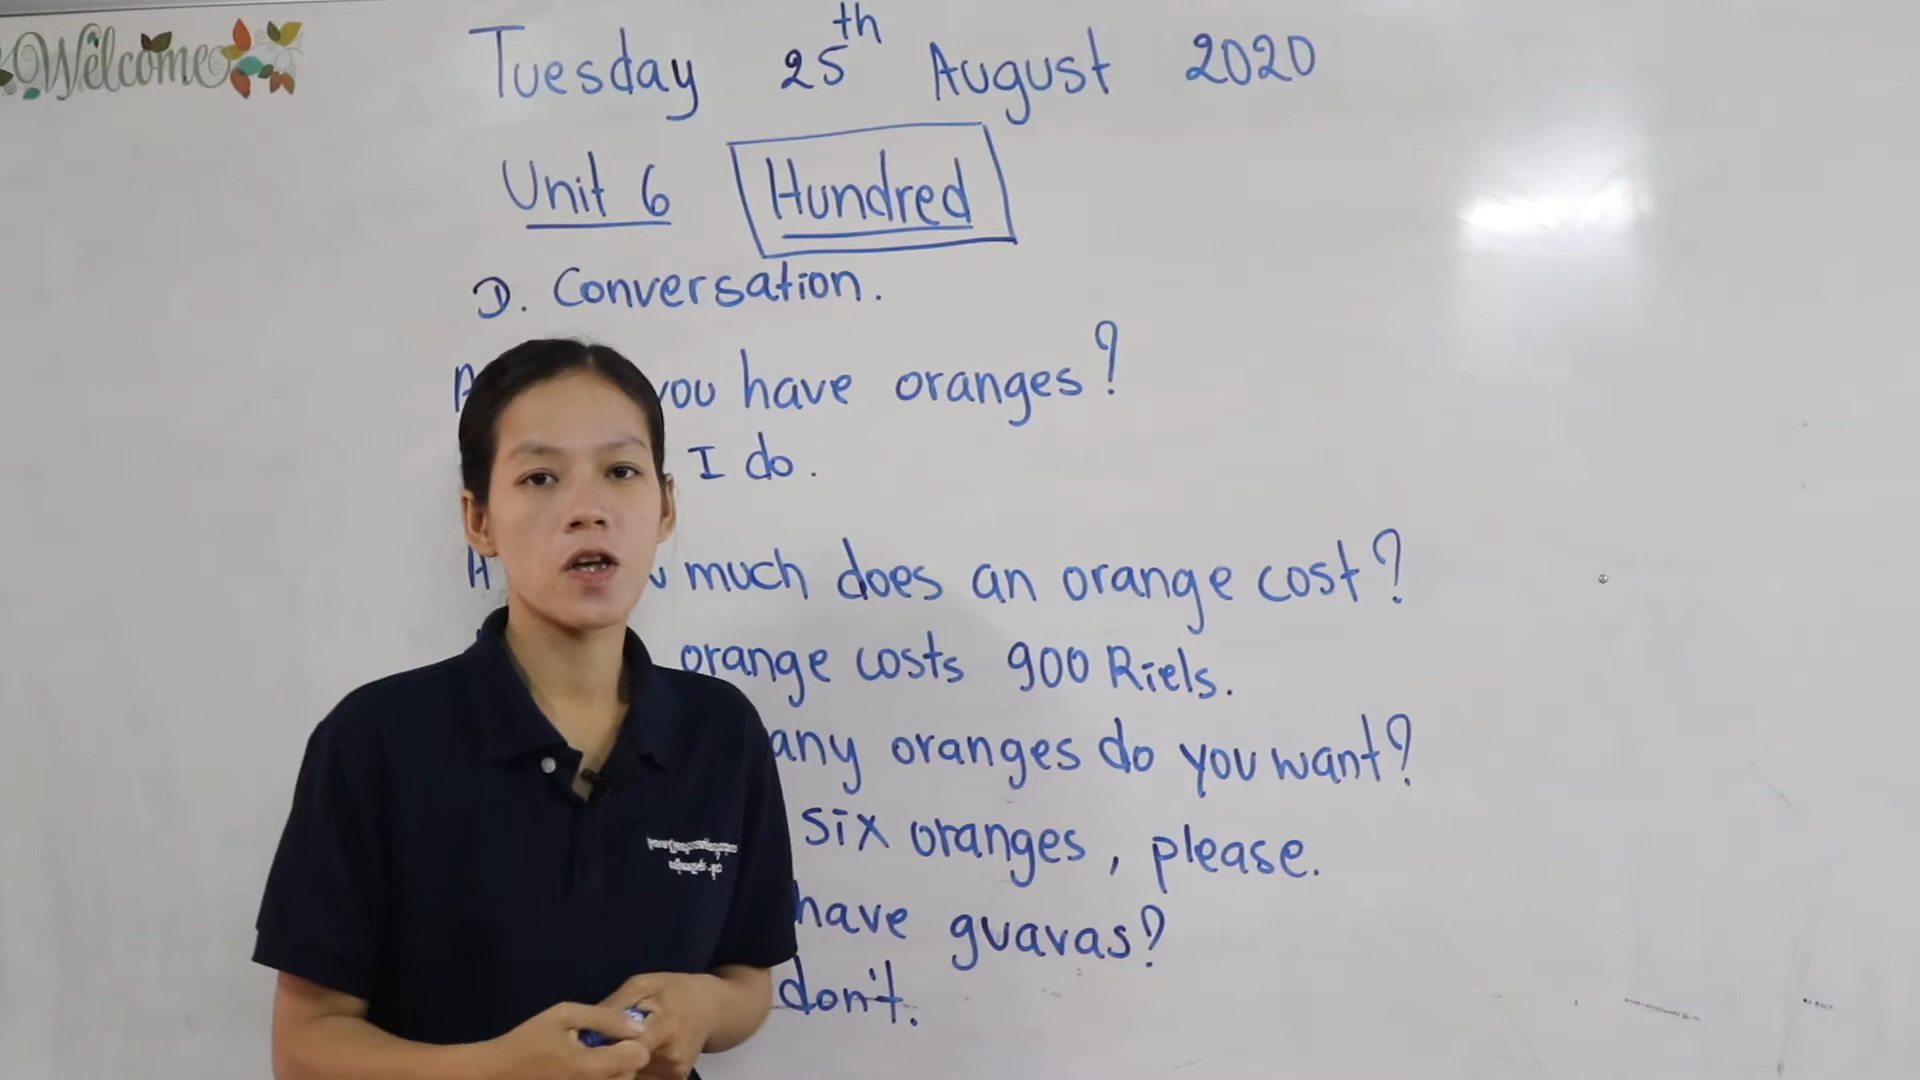 Welcome
Tuesday 25th August 2020
Unit 6 Hundred
D. Conversation.
you have oranges?
I do.
much does an orange cost?
orange costs 900 Riels.
oranges do you want?
six oranges, please.
have guavas?
don't.